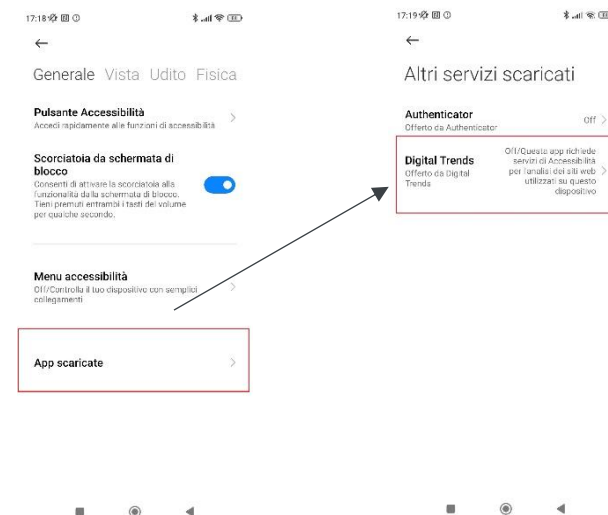 17:18
Generale Vista Udito Fisica
Pulsante Accessibilità
Accedi rapidamente alle funzioni di accessibilità
Scorciatoia da schermata di
blocco
Consenti di attivare la scorciatoia alla
funzionalità dalla schermata di blocco.
Tieni premuti entrambi i tasti del volume
per qualche secondo.
Menu accessibilità
Off/Controlla il tuo dispositivo con semplici
collegamenti
App scaricate
17:19
Altri servizi scaricati
Authenticator
Offerto da Authenticator
Off
Digital Trends
Offerto da Digital
Trends
Off/Questa app richiede
servizi di Accessibilità
per l'analisi dei siti web
utilizzati su questo
dispositivo